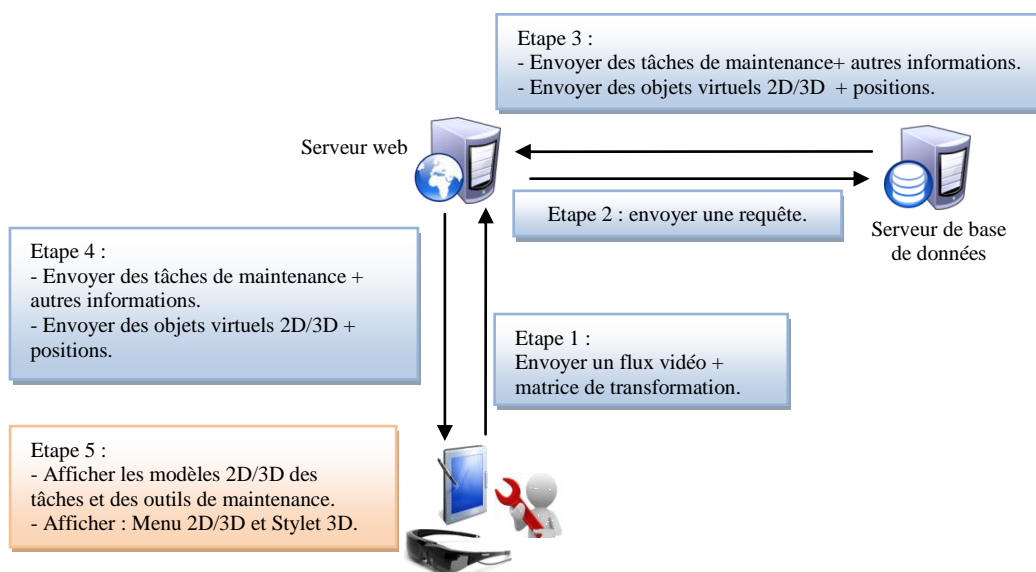 Etape 3 :
- Envoyer des tâches de maintenance+ autres informations.
- Envoyer des objets virtuels 2D/3D + positions.
Serveur web
Etape 2 : envoyer une requête.
Serveur de base
de données
Etape 4 :
- Envoyer des tâches de maintenance +
autres informations.
- Envoyer des objets virtuels 2D/3D +
positions.
Etape 1 :
Envoyer un flux vidéo +
matrice de transformation.
Etape 5 :
- Afficher les modèles 2D/3D des
tâches et des outils de maintenance.
- Afficher : Menu 2D/3D et Stylet 3D.